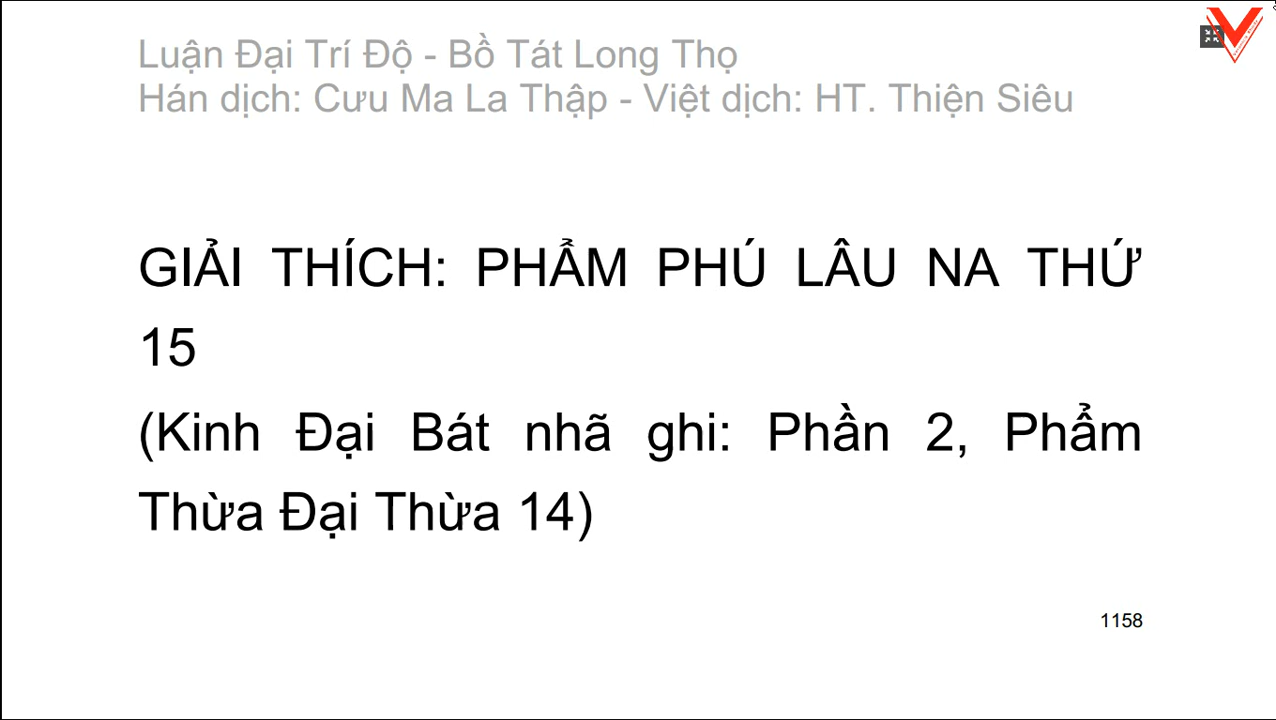 Luận Đại Trí Độ - Bồ Tát Long Thọ
Hán dịch: Cưu Ma La Thập - Việt dịch: HT. Thiện Siêu
GIẢI THÍCH: PHẨM PHÚ LÂU NA THỨ
15
(Kinh Đại Bát nhã ghi: Phần 2, Phẩm
Thừa Đại Thừa 14)
1158